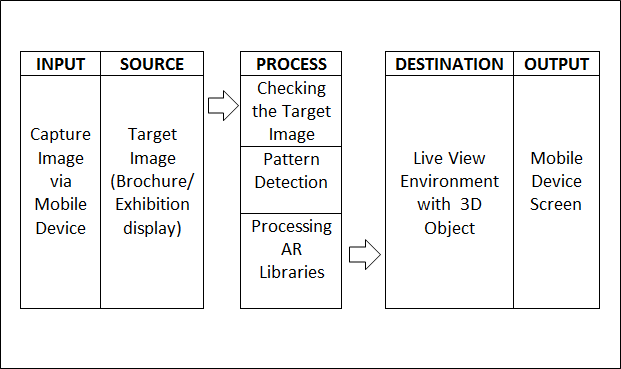 INPUT
SOURCE
Capture
Image
via
Mobile
Device
Target
Image
(Brochure/
Exhibition
display)
PROCESS
Checking
the Target
Image
Pattern
Detection
Processing
AR
Libraries
DESTINATION
OUTPUT
Live View
Environment
with 3D
Object
Mobile
Device
Screen